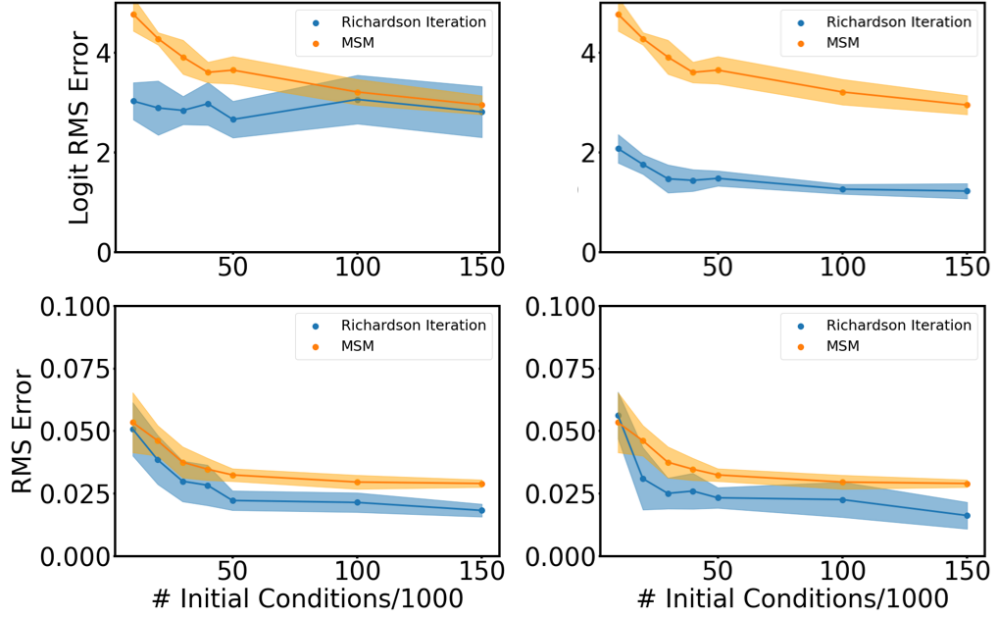 Logit RMS Error
4
2
0
50 100 150
Richardson Iteration
MSM
4
2
0
50 100 150
Richardson Iteration
MSM
RMS Error
0.100
0.075
0.050
0.025
0.000
50 100 150
# Initial Conditions/1000
Richardson Iteration
MSM
0.100
0.075
0.050
0.025
0.000
50 100 150
# Initial Conditions/1000
Richardson Iteration
MSM